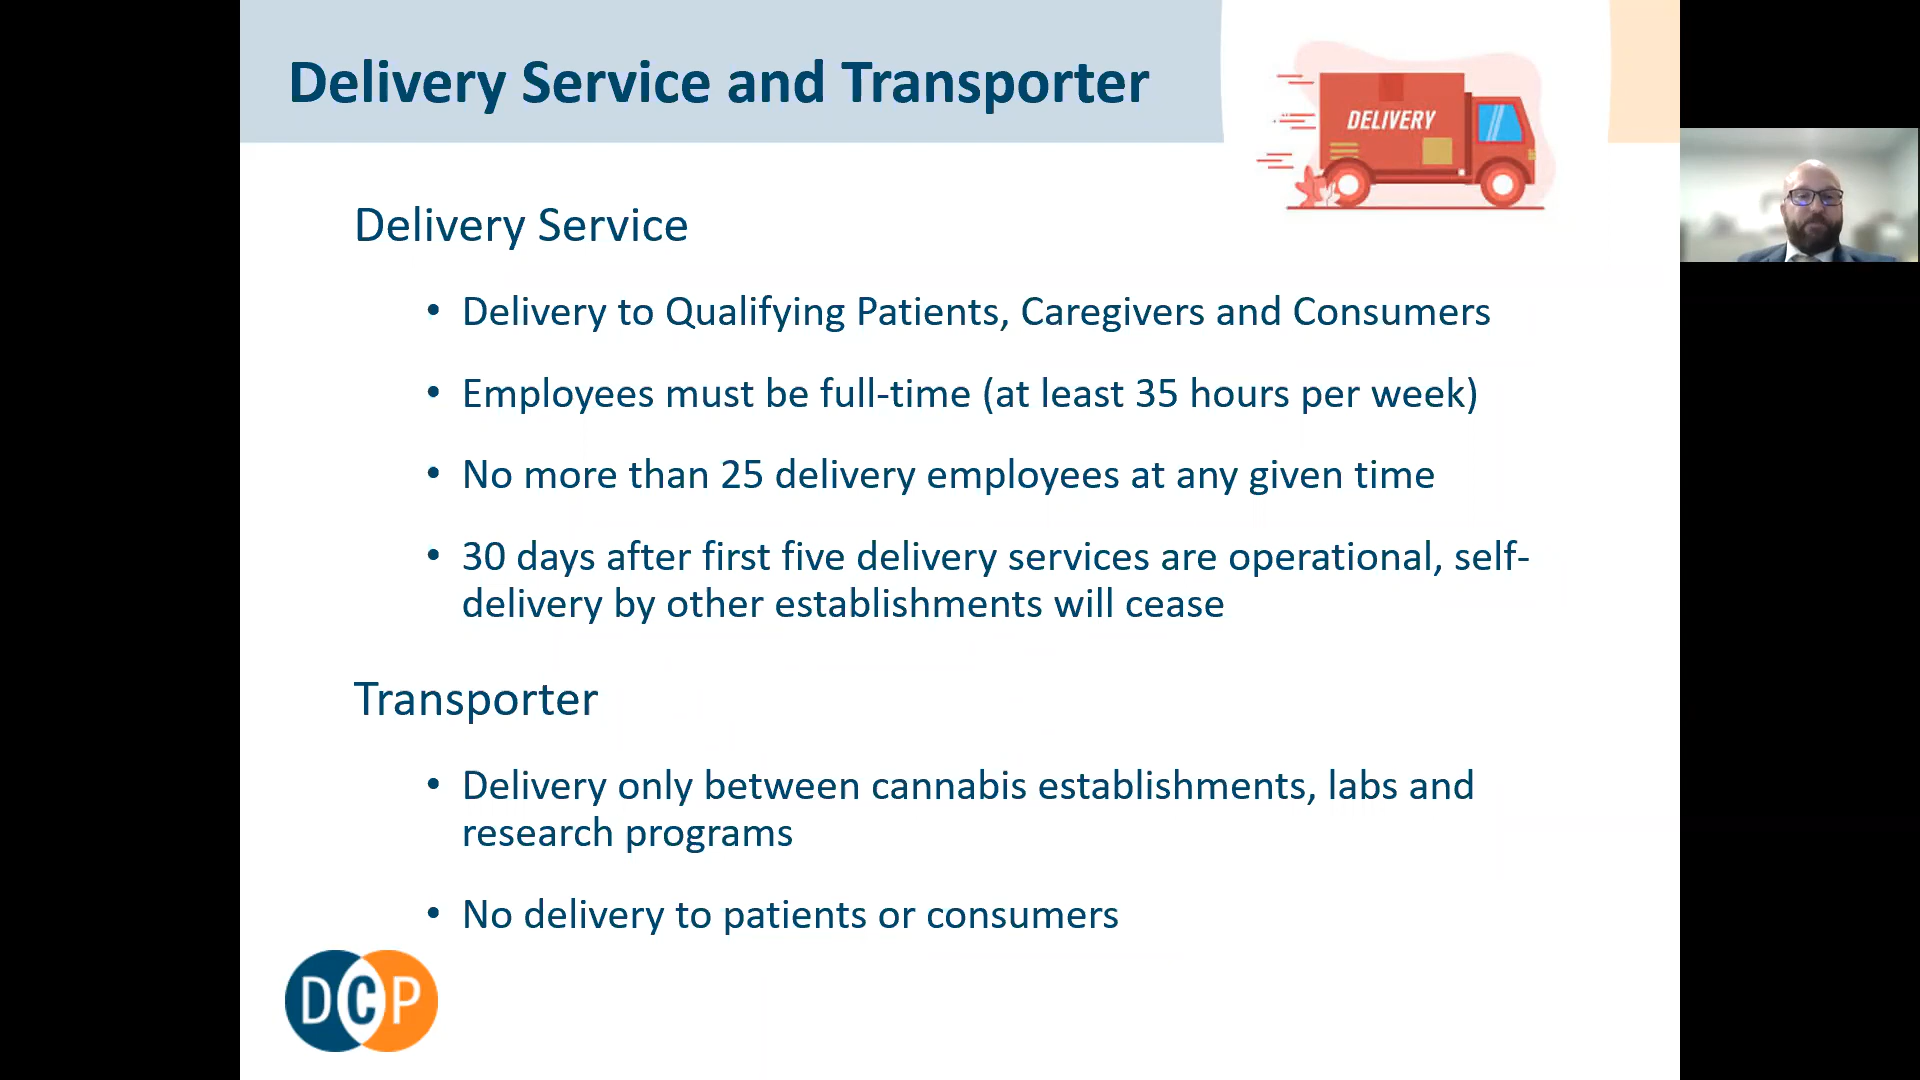 Delivery Service and Transporter
DELIVERY
Delivery Service
• Delivery to Qualifying Patients, Caregivers and Consumers
• Employees must be full-time (at least 35 hours per week)
• No more than 25 delivery employees at any given time
• 30 days after first five delivery services are operational, self-
delivery by other establishments will cease
Transporter
• Delivery only between cannabis establishments, labs and
research programs
• No delivery to patients or consumers
DCP